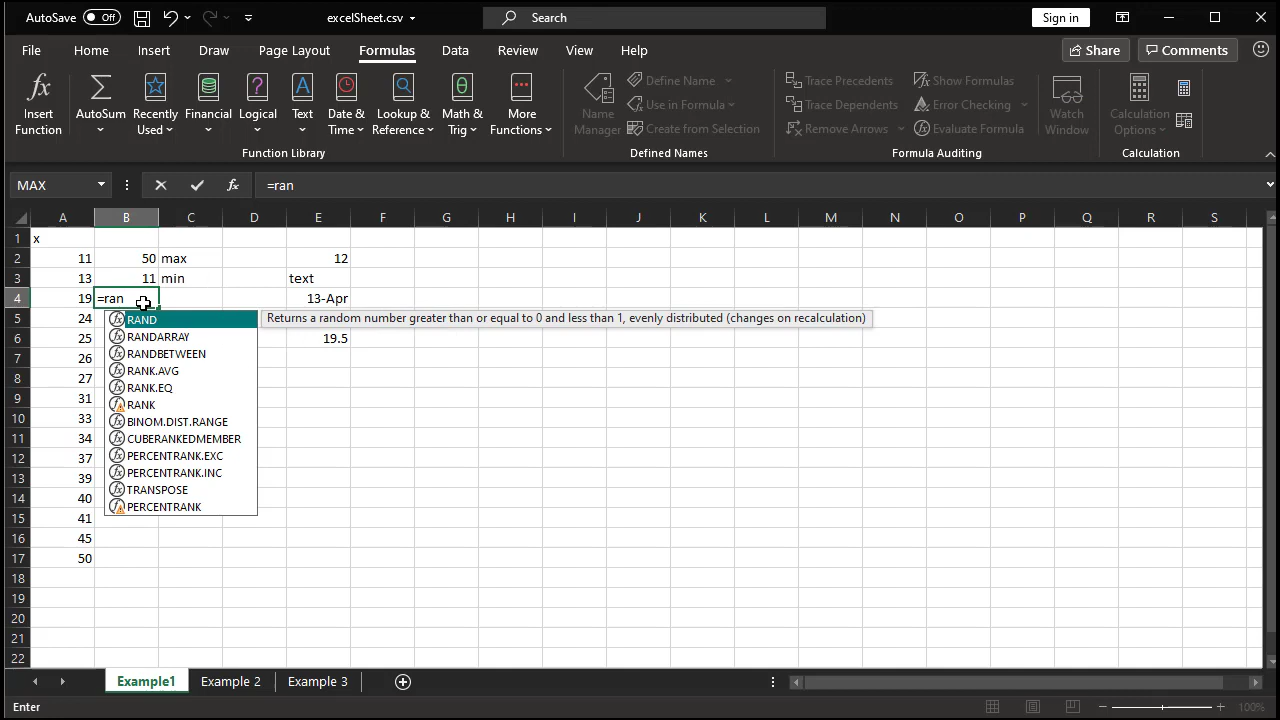 AutoSave Off excelSheet.csv Search Sign in
File Home Insert Draw Page Layout Formulas Data Review View Help Share Comments
Insert Function
AutoSum
Recently Used
Financial
Logical
Text
Date & Time
Lookup & Reference
Math & Trig
More Functions
Function Library
Name Manager
Define Name
Use in Formula
Create from Selection
Defined Names
Trace Precedents
Trace Dependents
Remove Arrows
Show Formulas
Error Checking
Evaluate Formula
Formula Auditing
Watch Window
Calculation Options
Calculation
MAX fx =ran
A B C D E F G H I J K L M N O P Q R S
1 x
2 11 50 max 12
3 13 11 min text
4 19 =ran 13-Apr
5 24
6 25 19.5
7 26
8 27
9 31
10 33
11 34
12 37
13 39
14 40
15 41
16 45
17 50
18
19
20
21
22
RAND
Returns a random number greater than or equal to 0 and less than 1, evenly distributed (changes on recalculation)
RANDARRAY
RANDBETWEEN
RANK.AVG
RANK.EQ
RANK
BINOM.DIST.RANGE
CUBERANKEDMEMBER
PERCENTRANK.EXC
PERCENTRANK.INC
TRANSPOSE
PERCENTRANK
Example1 Example 2 Example 3
Enter 100%